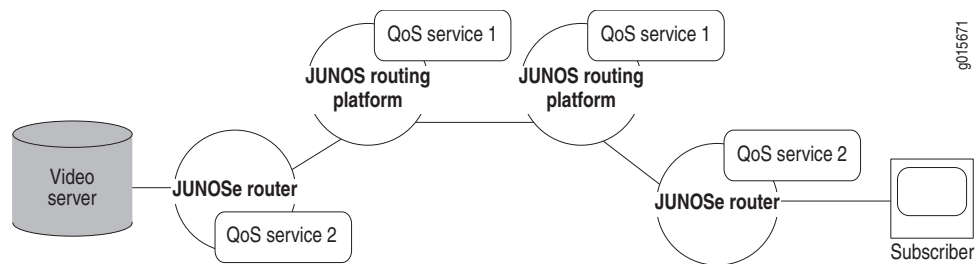 QoS service 1
JUNOS routing
platform
QoS service 1
JUNOS routing
platform
g015671
Video
server
JUNOSe router
QoS service 2
QoS service 2
JUNOSe router
Subscriber